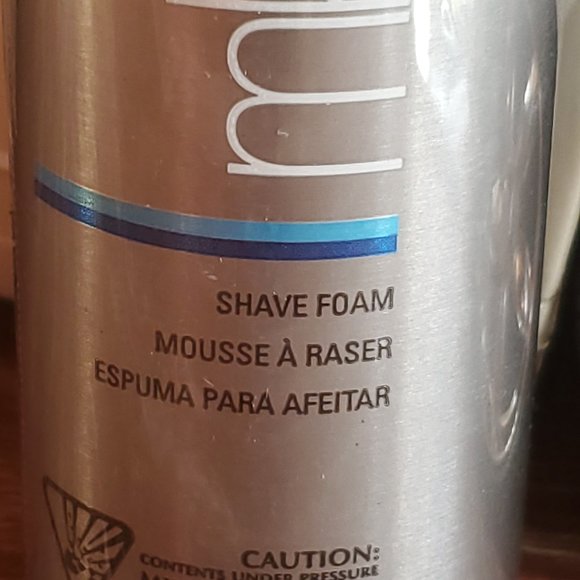 m
SHAVE FOAM
MOUSSE À RASER
ESPUMA PARA AFEITAR
CAUTION:
CONTENTS UNDER PRESSURE